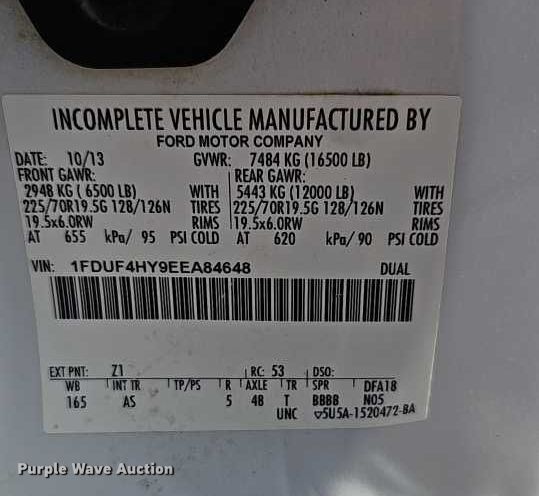 INCOMPLETE VEHICLE MANUFACTURED BY
FORD MOTOR COMPANY
DATE: 10/13 GVWR: 7484 KG (16500 LB)
FRONT GAWR: REAR GAWR:
2948 KG ( 6500 LB) WITH 5443 KG (12000 LB) WITH
225/70R19.5G 128/126N TIRES 225/70R19.5G 128/126N TIRES
19.5x6.0RW RIMS 19.5x6.0RW RIMS
AT 655 kPa/ 95 PSI COLD AT 620 kPa/ 90 PSI COLD
VIN: 1FDUF4HY9EEA84648 DUAL
EXT PNT: Z1 RC: 53 DSO:
WB INT TR TP/PS R AXLE TR SPR DFA18
165 AS 5 4B T BBBB N05
UNC ▽5U5A-1520472-BA
Purple Wave Auction